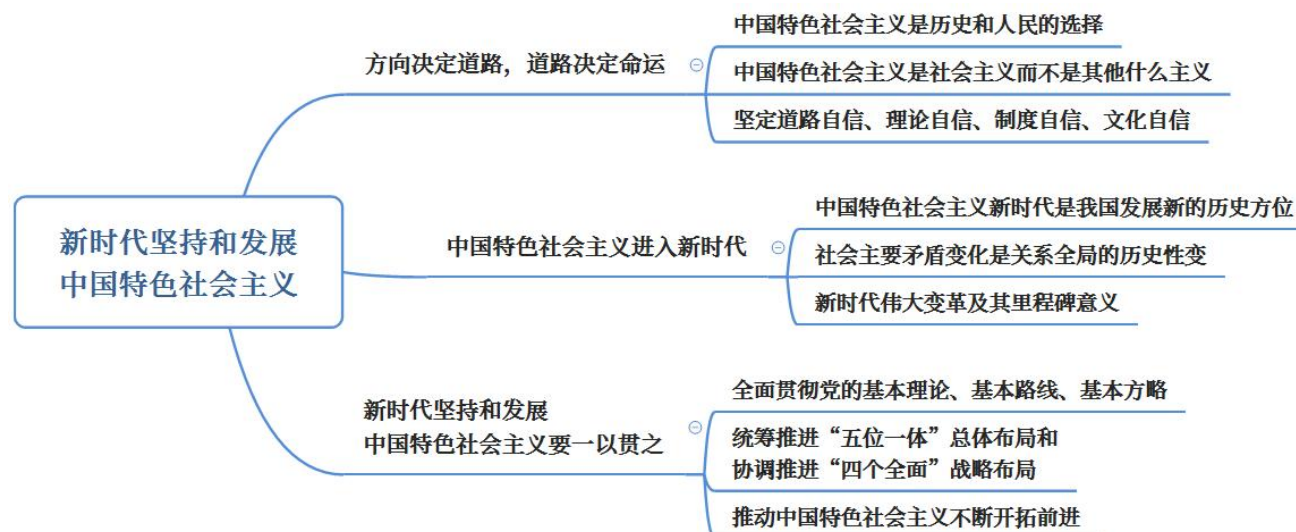 新时代坚持和发展
中国特色社会主义
方向决定道路，道路决定命运
中国特色社会主义是历史和人民的选择
中国特色社会主义是社会主义而不是其他什么主义
坚定道路自信、理论自信、制度自信、文化自信
中国特色社会主义进入新时代
中国特色社会主义新时代是我国发展新的历史方位
社会主要矛盾变化是关系全局的历史性变
新时代伟大变革及其里程碑意义
新时代坚持和发展
中国特色社会主义要一以贯之
全面贯彻党的基本理论、基本路线、基本方略
统筹推进“五位一体”总体布局和
协调推进“四个全面”战略布局
推动中国特色社会主义不断开拓前进